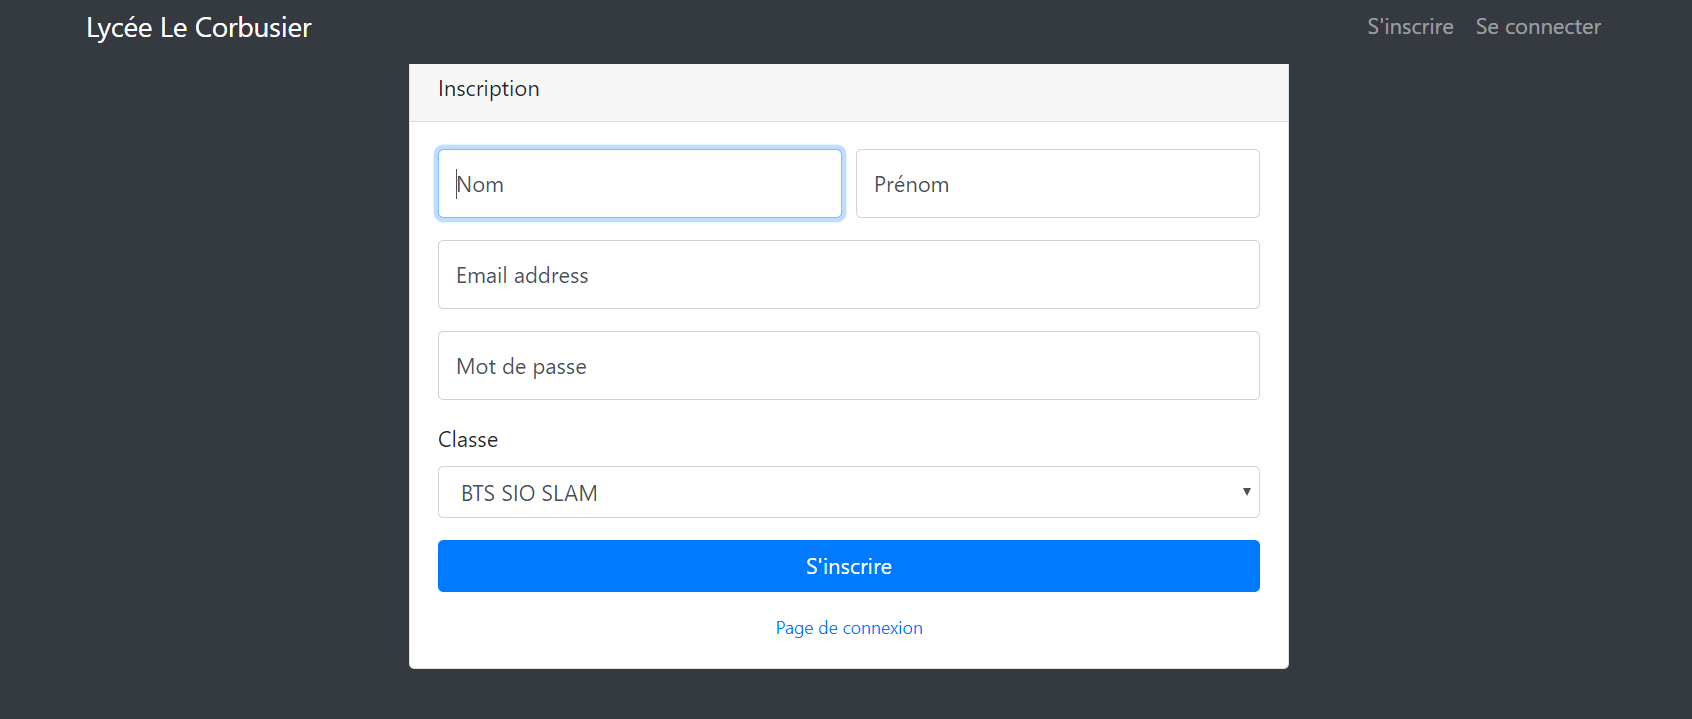 Lycée Le Corbusier S'inscrire Se connecter
Inscription
Nom Prénom
Email address
Mot de passe
Classe
BTS SIO SLAM
S'inscrire
Page de connexion